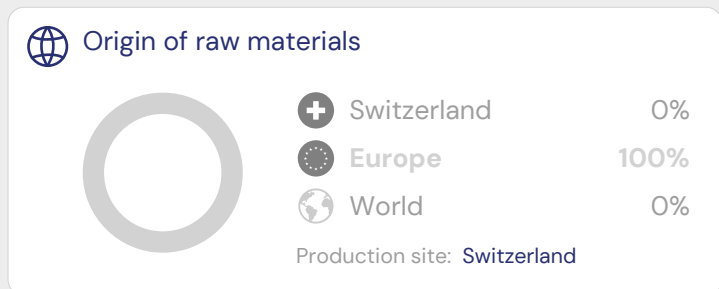 Origin of raw materials
Switzerland 0%
Europe 100%
World 0%
Production site: Switzerland